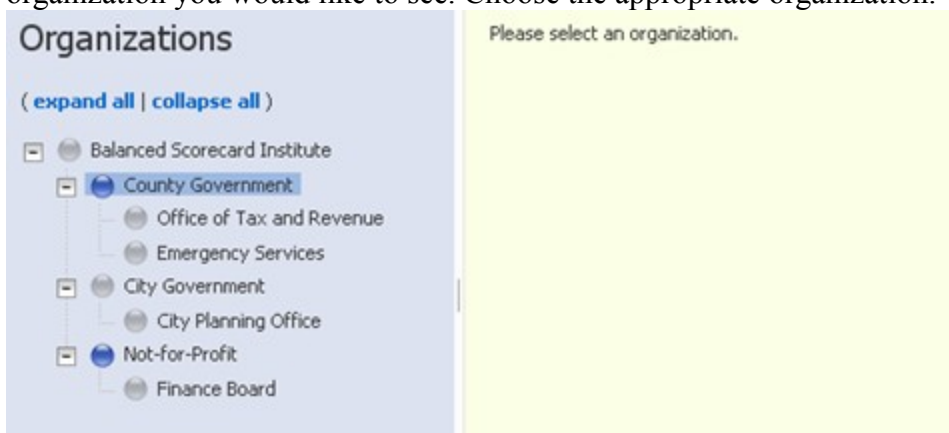 organization you would like to see. Choose the appropriate organization.
Organizations
Please select an organization.
( expand all | collapse all )
Balanced Scorecard Institute
County Government
Office of Tax and Revenue
Emergency Services
City Government
City Planning Office
Not-for-Profit
Finance Board